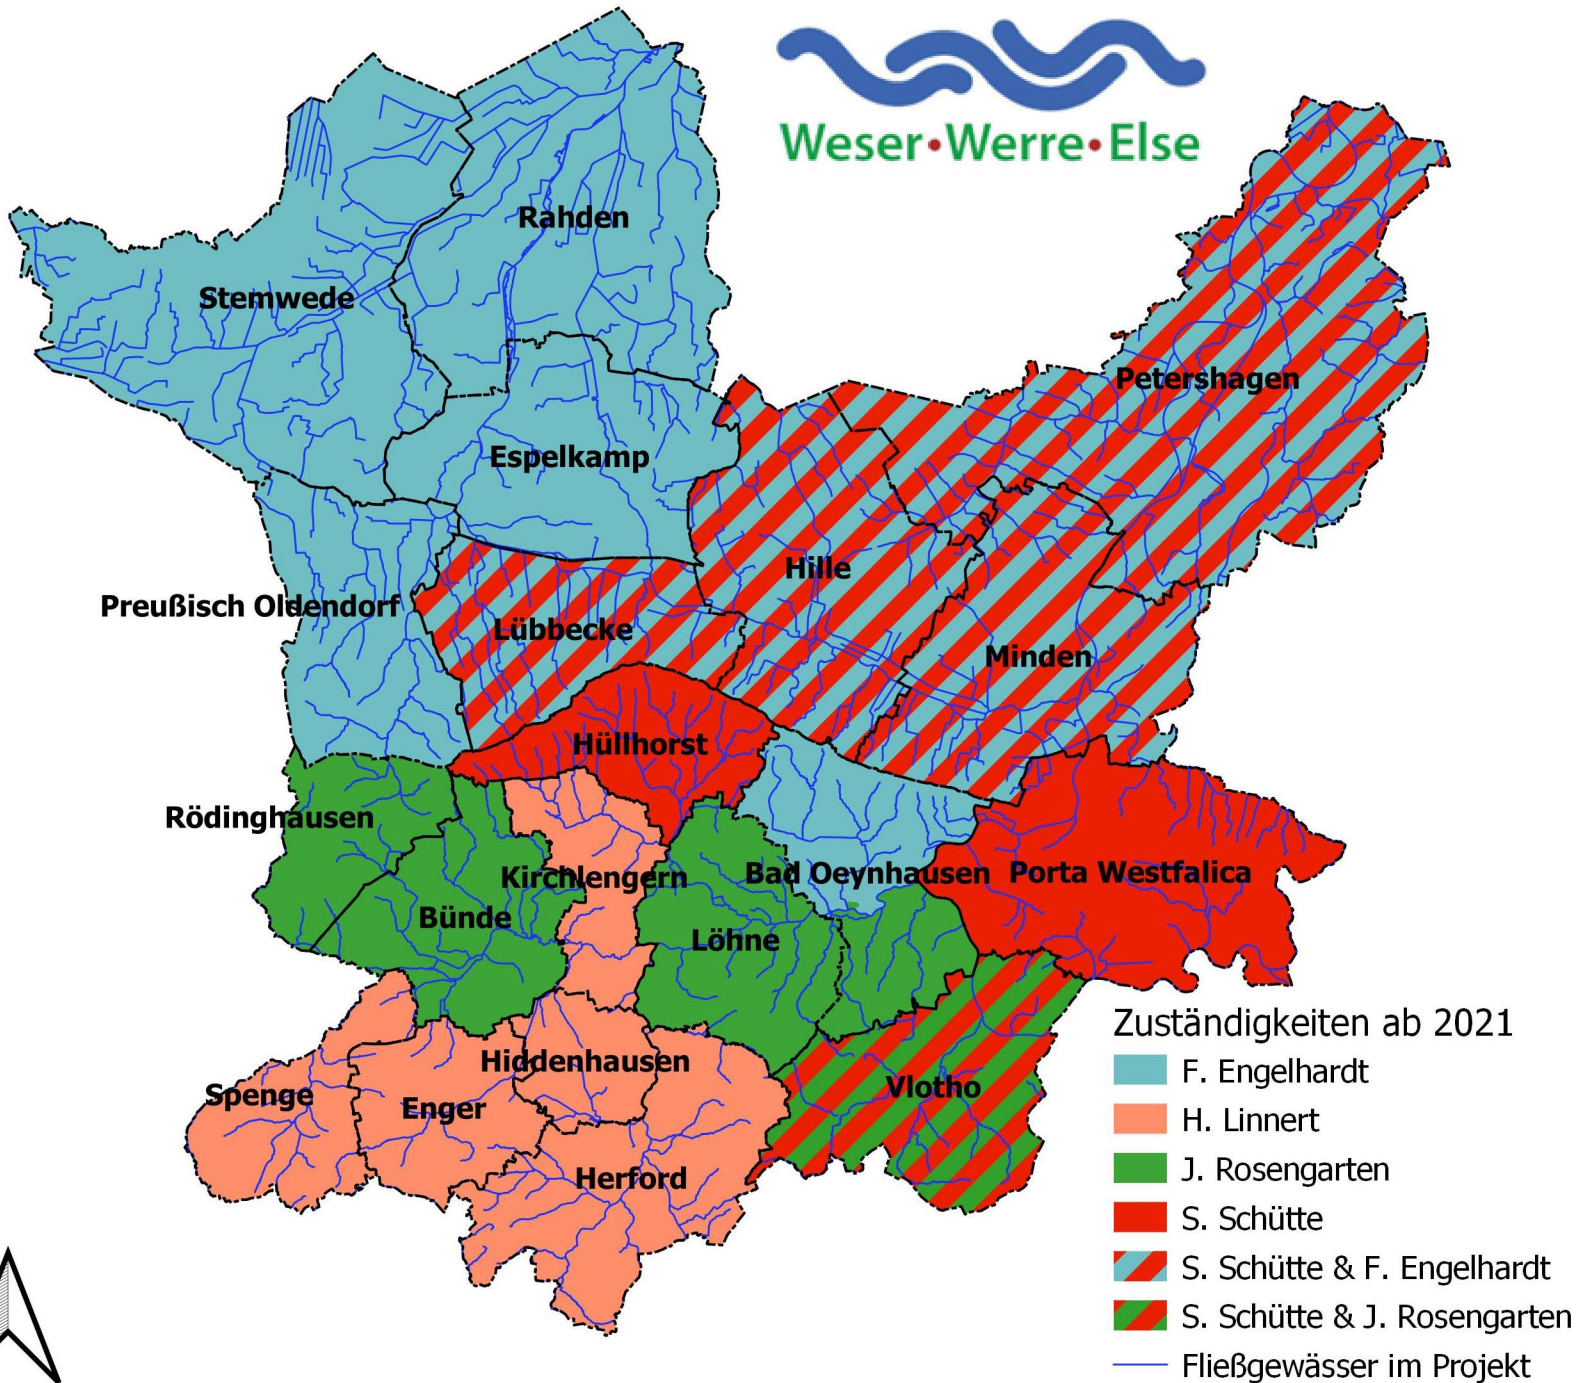 Weser•Werre•Else
Rahden
Stemwede
Petershagen
Espelkamp
Hille
Preußisch Oldendorf
Lübbecke
Minden
Hüllhorst
Rödinghausen
Kirchlengern
Bad Oeynhausen
Porta Westfalica
Bünde
Löhne
Hiddenhausen
Vlotho
Spenge
Enger
Herford
Zuständigkeiten ab 2021
F. Engelhardt
H. Linnert
J. Rosengarten
S. Schütte
S. Schütte & F. Engelhardt
S. Schütte & J. Rosengarten
Fließgewässer im Projekt